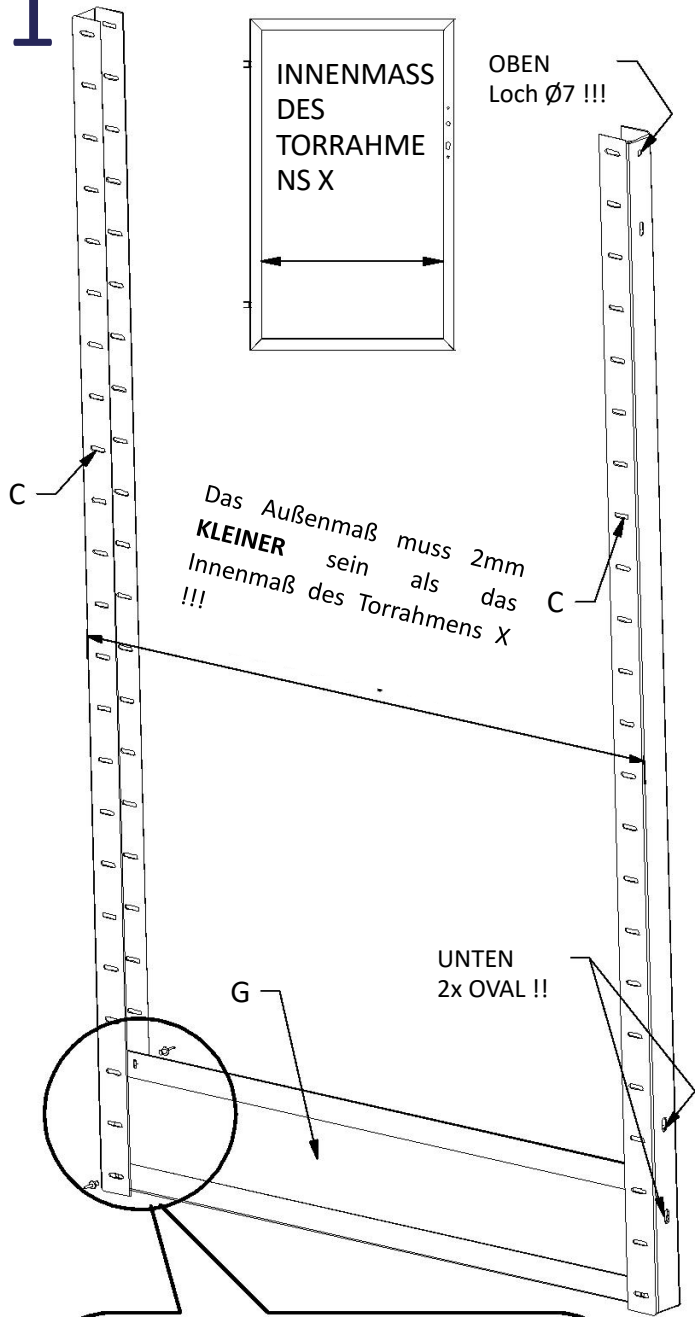 1
INNENMASS
DES
TORRAHME
NS X
OBEN
Loch Ø7 !!!
C
Das Außenmaß muss 2mm
KLEINER sein als das
Innenmaß des Torrahmens X
!!!
C
UNTEN
2x OVAL !!
G